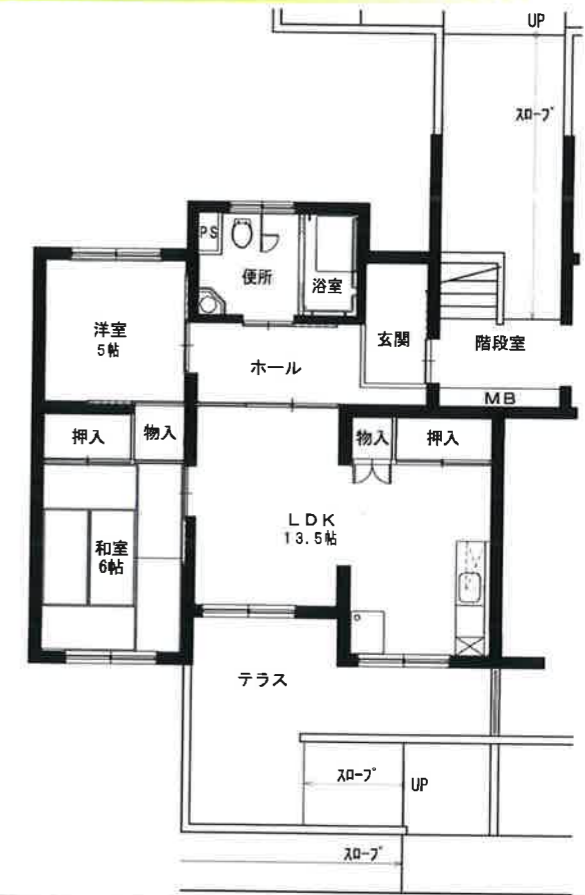 UP
スロープ
PS
便所
浴室
洋室
5帖
ホール
玄関
階段室
MB
押入
物入
物入
押入
LDK
13.5帖
和室
6帖
テラス
スロープ
UP
スロープ